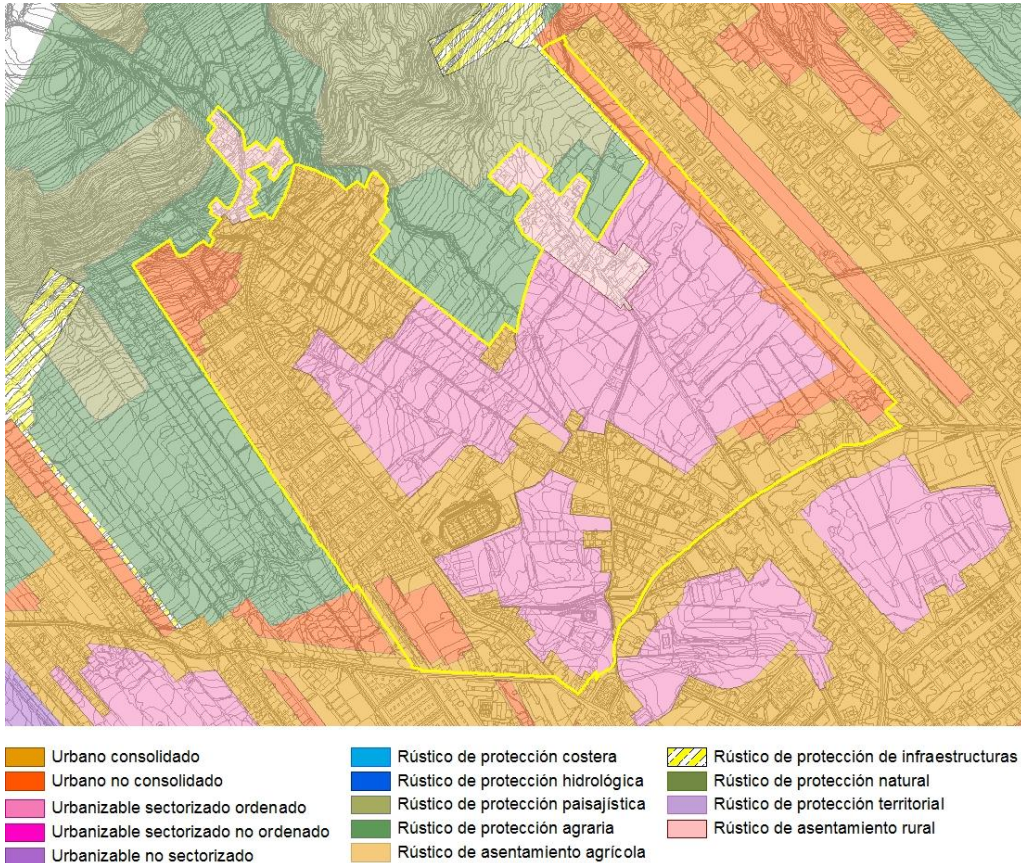 Urbano consolidado
Urbano no consolidado
Urbanizable sectorizado ordenado
Urbanizable sectorizado no ordenado
Urbanizable no sectorizado
Rústico de protección costera
Rústico de protección hidrológica
Rústico de protección paisajística
Rústico de protección agraria
Rústico de asentamiento agrícola
Rústico de protección de infraestructuras
Rústico de protección natural
Rústico de protección territorial
Rústico de asentamiento rural